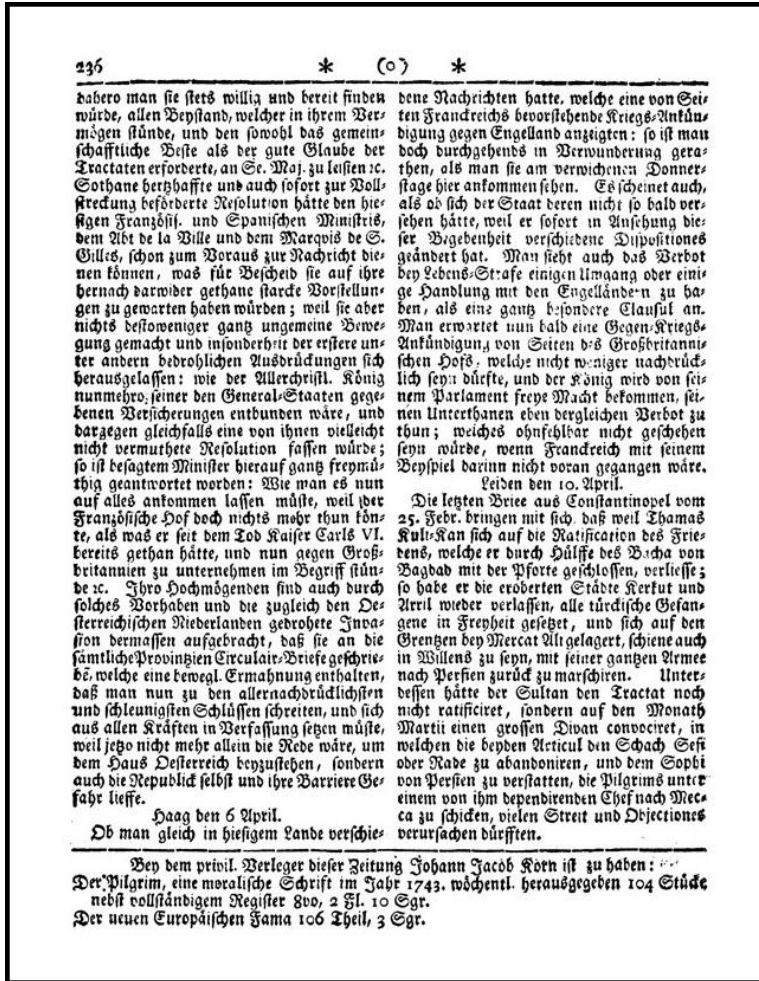 236 * (o) *
dahero man sie stets willig und bereit finden
würde, allen Beystand, welcher in ihrem Ver-
mögen stünde, und den sowohl das gemein-
schafftliche Beste als der gute Glaube der
Tractaten erforderte, an Se. Maj. zu leisten ꝛc.
Sothane hertzhaffte und auch sofort zur Voll-
streckung beförderte Resolution hätte den hie-
sigen Französis. und Spanischen Ministris,
dem Abt de la Ville und dem Marqvis de S.
Gilles, schon zum Voraus zur Nachricht die-
nen können, was für Bescheid sie auf ihre
hernach darwider gethane starcke Vorstellun-
gen zu gewarten haben würden; weil sie aber
nichts destoweniger gantz ungemeine Bewe-
gung gemacht und insonderheit der erstere un-
ter andern bedrohlichen Ausdrückungen sich
herausgelassen: wie der Allerchristl. König
nunmehro seiner den General-Staaten gege-
benen Versicherungen entbunden wäre, und
dargegen gleichfalls eine von ihnen vielleicht
nicht vermuthete Resolution fassen würde;
so ist besagtem Minister hierauf gantz freymü-
thig geantwortet worden: Wie man es nun
auf alles ankommen lassen müste, weil der
Französische Hof doch nichts mehr thun kön-
te, als was er seit dem Tod Kaiser Carls VI.
bereits gethan hätte, und nun gegen Groß-
britannien zu unternehmen im Begriff stün-
de ꝛc. Ihro Hochmögenden sind auch durch
solches Vorhaben und die zugleich den Oe-
sterreichischen Niederlanden gedrohete Inva-
sion dermassen aufgebracht, daß sie an die
sämtliche Provintzien Circulair-Briefe geschrie-
bē, welche eine bewegl. Ermahnung enthalten,
daß man nun zu den allernachdrücklichsten
und schleunigsten Schlüssen schreiten, und sich
aus allen Kräften in Verfassung setzen müste,
weil jetzo nicht mehr allein die Rede wäre, um
dem Haus Oesterreich beyzustehen, sondern
auch die Republick selbst und ihre Barriere Ge-
fahr lieffe.
Haag den 6 April.
Ob man gleich in hiesigem Lande verschie-
dene Nachrichten hatte, welche eine von Sei-
ten Franckreichs bevorstehende Kriegs-Ankün-
digung gegen Engelland anzeigten: so ist man
doch durchgehends in Verwunderung gera-
then, als man sie am verwichenen Donner-
stage hier ankommen sehen. Es scheinet auch,
als ob sich der Staat deren nicht so bald ver-
sehen hätte, weil er sofort in Ansehung die-
ser Begebenheit verschiedene Dispositiones
geändert hat. Man sieht auch das Verbot
bey Lebens-Strafe einigen Umgang oder eini-
ge Handlung mit den Engelländern zu ha-
ben, als eine gantz besondere Clausul an.
Man erwartet nun bald eine Gegen-Kriegs-
Ankündigung von Seiten des Großbritanni-
schen Hofs, welche nicht weniger nachdrück-
lich seyn dürfte, und der König wird von sei-
nem Parlament freye Macht bekommen, sei-
nen Unterthanen eben dergleichen Verbot zu
thun; welches ohnfehlbar nicht geschehen
seyn würde, wenn Franckreich mit seinem
Beyspiel darinn nicht voran gegangen wäre.
Leiden den 10. April.
Die letzten Briee aus Constantinopel vom
25. Febr. bringen mit sich, daß weil Thamas
Kuli-Kan sich auf die Ratification des Frie-
dens, welche er durch Hülffe des Bacha von
Bagdad mit der Pforte geschlossen, verliesse;
so habe er die eroberten Städte Kerkut und
Arril wieder verlassen, alle türckische Gefan-
gene in Freyheit gesetzet, und sich auf den
Grentzen bey Mercat Ali gelagert, schiene auch
in Willens zu seyn, mit seiner gantzen Armee
nach Persien zurück zu marschiren. Unter-
dessen hätte der Sultan den Tractat noch
nicht ratificiret, sondern auf den Monath
Martii einen grossen Divan convociret, in
welchen die beyden Articul den Schach Sefi
oder Nade zu abandoniren, und dem Sophi
von Persien zu verstatten, die Pilgrims unter
einem von ihm dependirenden Chef nach Mec-
ca zu schicken, vielen Streit und Objectiones
verursachen dürfften.
Bey dem privil. Verleger dieser Zeitung Johann Jacob Korn ist zu haben:
Der Pilgrim, eine moralische Schrift im Jahr 1743. wöchentl. herausgegeben 104 Stücke
nebst vollständigem Register 8vo, 2 Fl. 10 Sgr.
Der neuen Europäischen Fama 106 Theil, 3 Sgr.